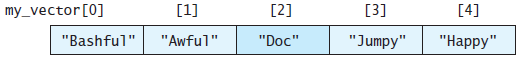 my_vector[0] [1] [2] [3] [4]
"Bashful" "Awful" "Doc" "Jumpy" "Happy"